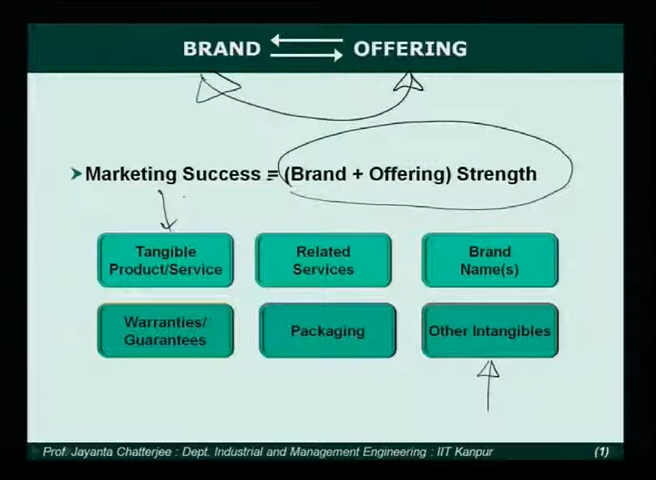 BRAND OFFERING
Marketing Success = (Brand + Offering) Strength
Tangible
Product/Service
Related
Services
Brand
Name(s)
Warranties/
Guarantees
Packaging
Other Intangibles
Prof. Jayanta Chatterjee : Dept. Industrial and Management Engineering : IIT Kanpur (1)